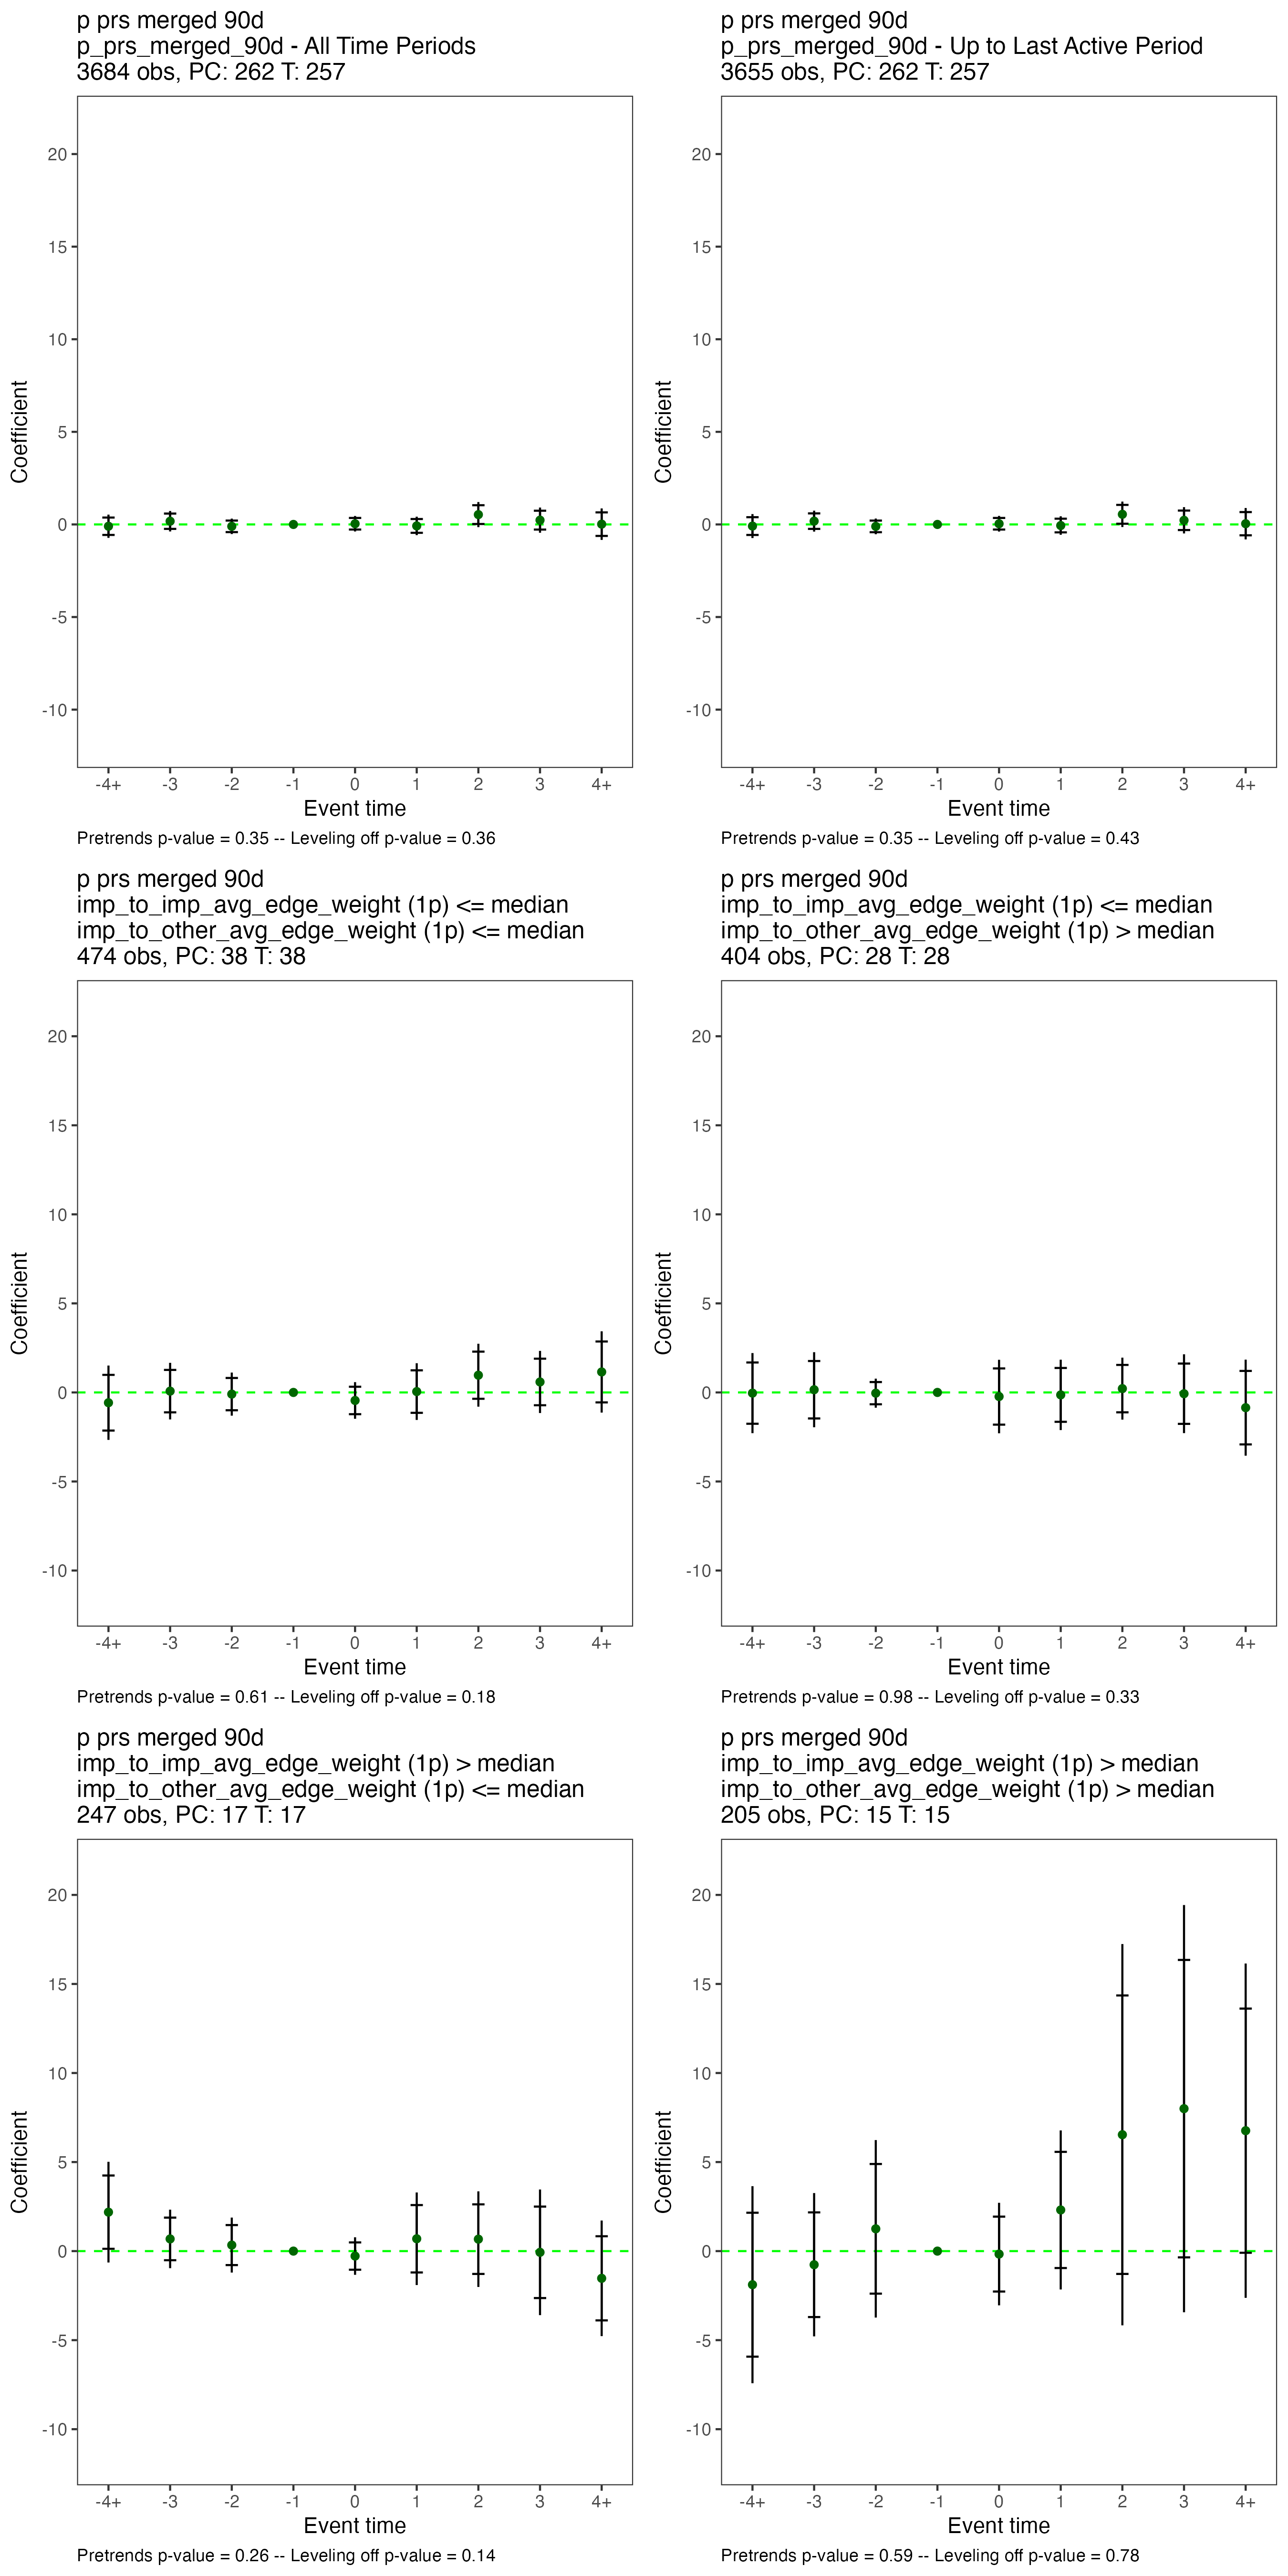 p prs merged 90d
p_prs_merged_90d - All Time Periods
3684 obs, PC: 262 T: 257
20
15
10
5
0
-5
-10
Coefficient
-4+ -3 -2 -1 0 1 2 3 4+
Event time
Pretrends p-value = 0.35 -- Leveling off p-value = 0.36
p prs merged 90d
p_prs_merged_90d - Up to Last Active Period
3655 obs, PC: 262 T: 257
20
15
10
5
0
-5
-10
Coefficient
-4+ -3 -2 -1 0 1 2 3 4+
Event time
Pretrends p-value = 0.35 -- Leveling off p-value = 0.43
p prs merged 90d
imp_to_imp_avg_edge_weight (1p) <= median
imp_to_other_avg_edge_weight (1p) <= median
474 obs, PC: 38 T: 38
20
15
10
5
0
-5
-10
Coefficient
-4+ -3 -2 -1 0 1 2 3 4+
Event time
Pretrends p-value = 0.61 -- Leveling off p-value = 0.18
p prs merged 90d
imp_to_imp_avg_edge_weight (1p) <= median
imp_to_other_avg_edge_weight (1p) > median
404 obs, PC: 28 T: 28
20
15
10
5
0
-5
-10
Coefficient
-4+ -3 -2 -1 0 1 2 3 4+
Event time
Pretrends p-value = 0.98 -- Leveling off p-value = 0.33
p prs merged 90d
imp_to_imp_avg_edge_weight (1p) > median
imp_to_other_avg_edge_weight (1p) <= median
247 obs, PC: 17 T: 17
20
15
10
5
0
-5
-10
Coefficient
-4+ -3 -2 -1 0 1 2 3 4+
Event time
Pretrends p-value = 0.26 -- Leveling off p-value = 0.14
p prs merged 90d
imp_to_imp_avg_edge_weight (1p) > median
imp_to_other_avg_edge_weight (1p) > median
205 obs, PC: 15 T: 15
20
15
10
5
0
-5
-10
Coefficient
-4+ -3 -2 -1 0 1 2 3 4+
Event time
Pretrends p-value = 0.59 -- Leveling off p-value = 0.78